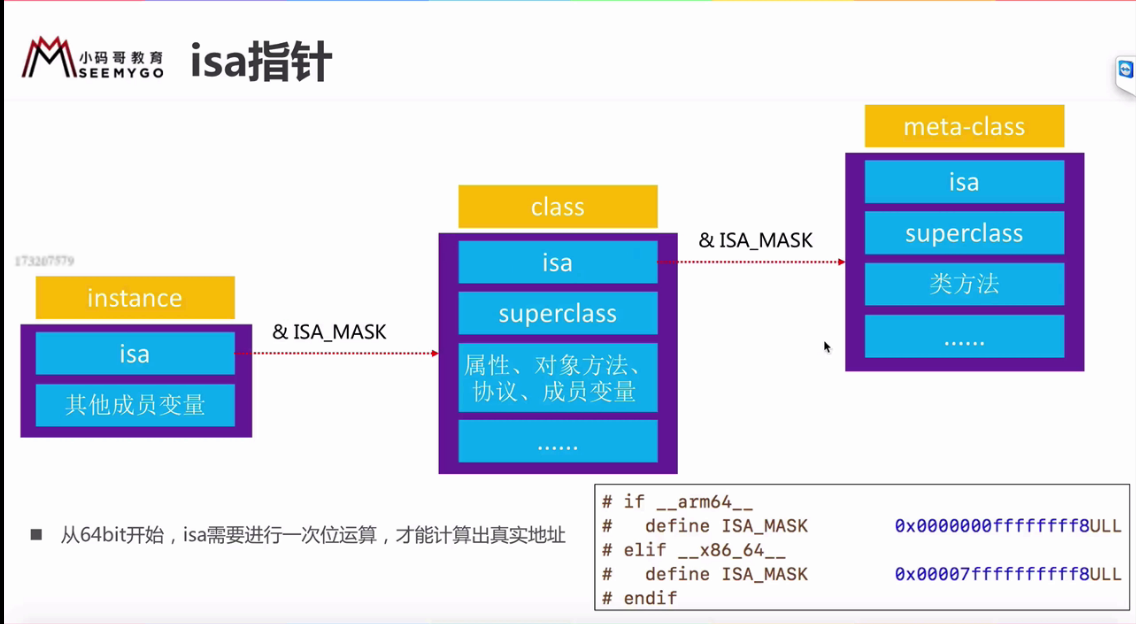 小码哥教育
SEEMYGO
isa指针
meta-class
isa
superclass
类方法
......
class
isa
superclass
属性、对象方法、
协议、成员变量
......
& ISA_MASK
& ISA_MASK
173207579
instance
isa
其他成员变量
■ 从64bit开始，isa需要进行一次位运算，才能计算出真实地址
# if __arm64__
#   define ISA_MASK        0x0000000ffffffff8ULL
# elif __x86_64__
#   define ISA_MASK        0x00007ffffffffff8ULL
# endif